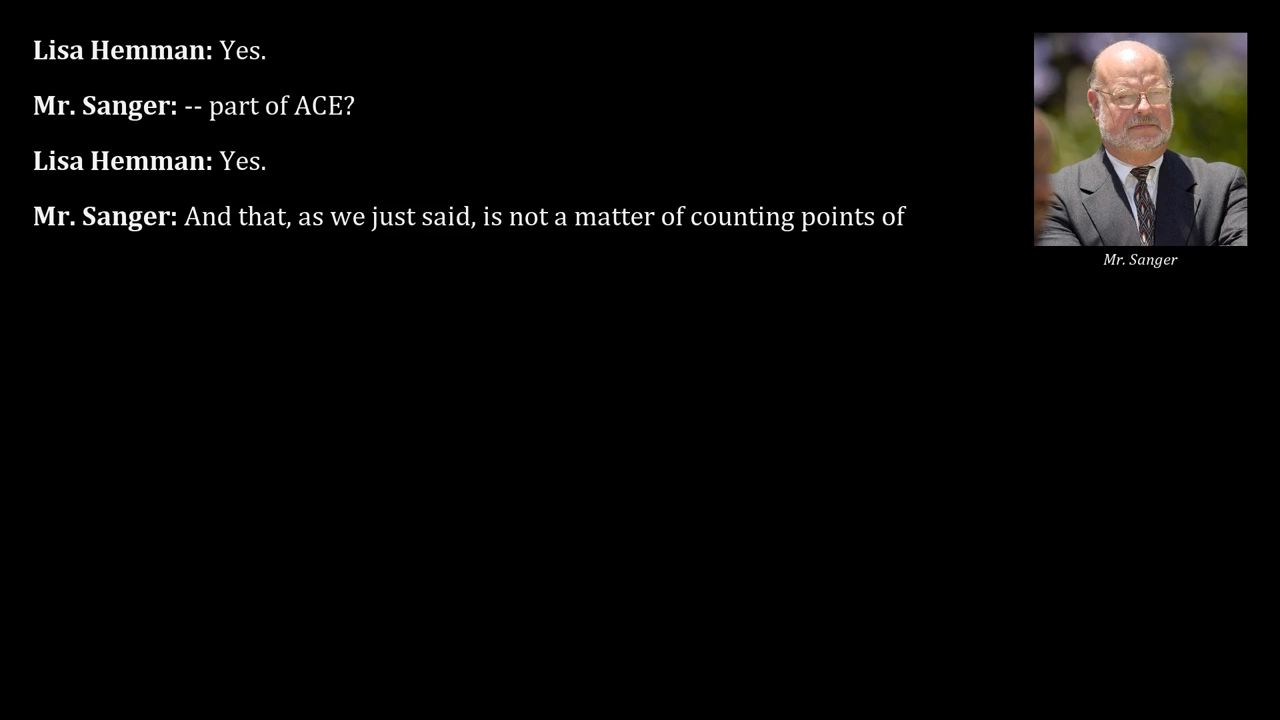 Lisa Hemman: Yes.
Mr. Sanger: -- part of ACE?
Lisa Hemman: Yes.
Mr. Sanger: And that, as we just said, is not a matter of counting points of
Mr. Sanger